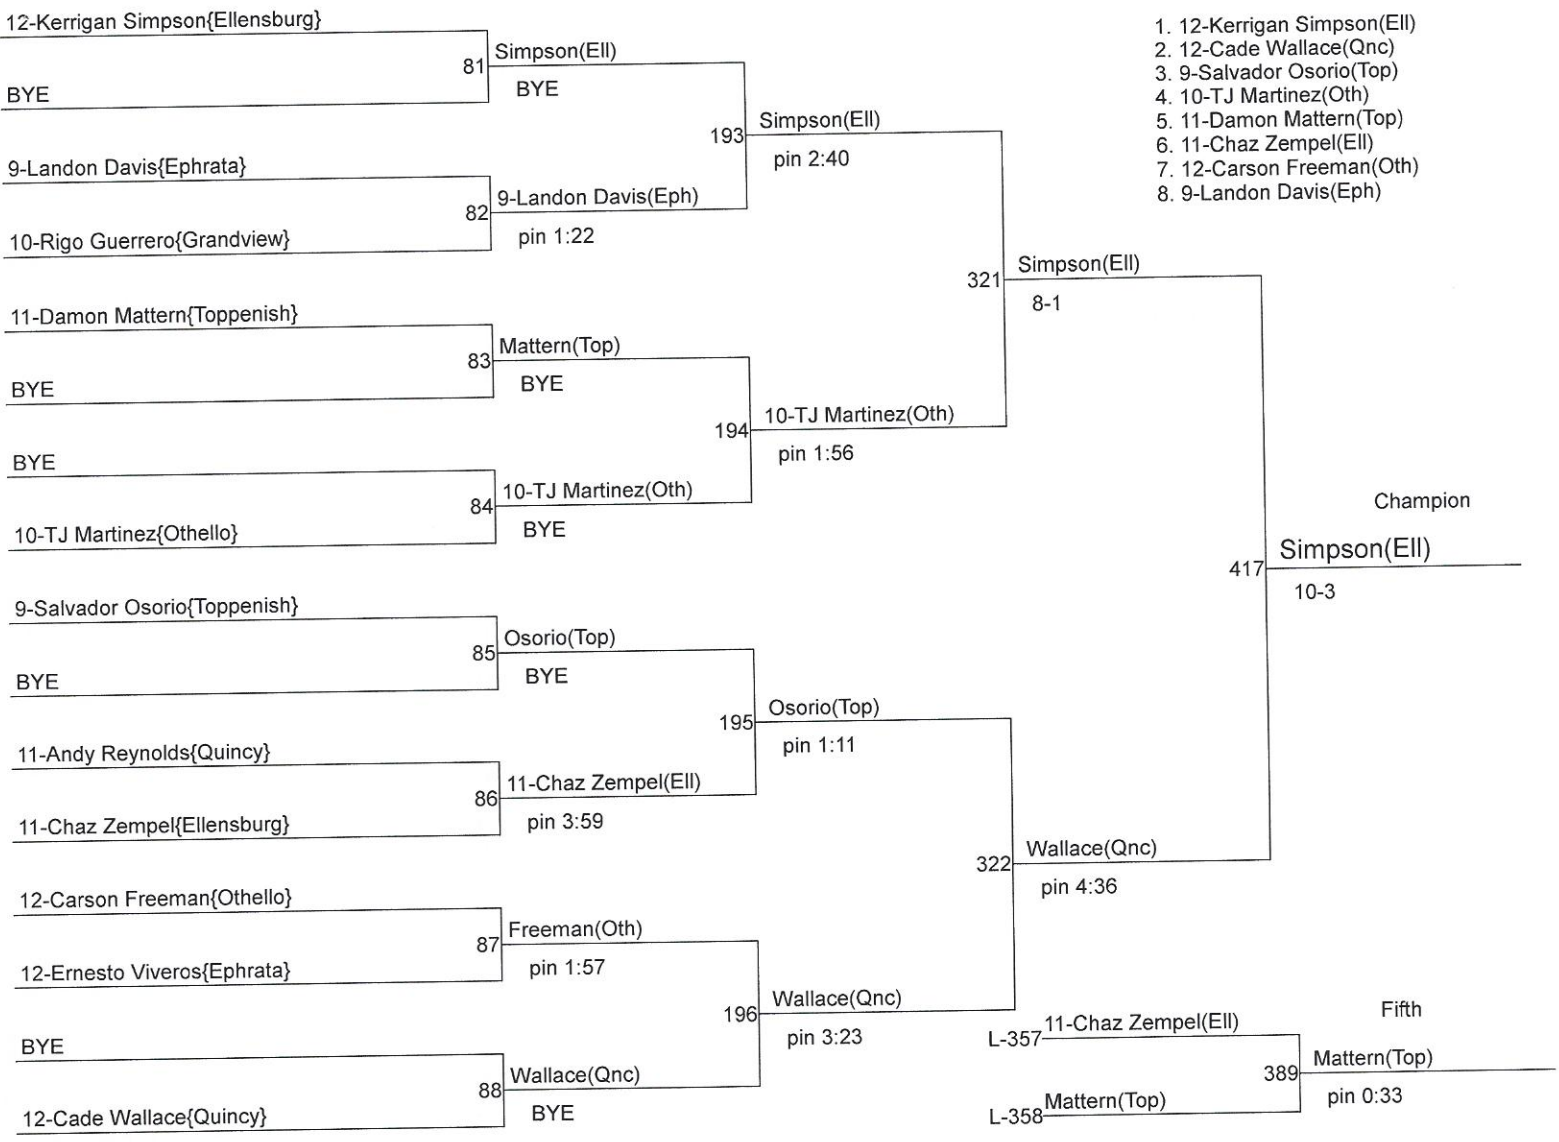 12-Kerrigan Simpson{Ellensburg}
81
Simpson(Ell)
BYE
BYE
193
Simpson(Ell)
pin 2:40
9-Landon Davis{Ephrata}
82
9-Landon Davis(Eph)
pin 1:22
10-Rigo Guerrero{Grandview}
321
Simpson(Ell)
8-1
11-Damon Mattern{Toppenish}
83
Mattern(Top)
BYE
BYE
194
10-TJ Martinez(Oth)
pin 1:56
BYE
84
10-TJ Martinez(Oth)
BYE
10-TJ Martinez{Othello}
Champion
417
Simpson(Ell)
10-3
9-Salvador Osorio{Toppenish}
85
Osorio(Top)
BYE
BYE
195
Osorio(Top)
pin 1:11
11-Andy Reynolds{Quincy}
86
11-Chaz Zempel(Ell)
pin 3:59
11-Chaz Zempel{Ellensburg}
322
Wallace(Qnc)
pin 4:36
12-Carson Freeman{Othello}
87
Freeman(Oth)
pin 1:57
12-Ernesto Viveros{Ephrata}
196
Wallace(Qnc)
pin 3:23
BYE
88
Wallace(Qnc)
BYE
12-Cade Wallace{Quincy}
1. 12-Kerrigan Simpson(Ell)
2. 12-Cade Wallace(Qnc)
3. 9-Salvador Osorio(Top)
4. 10-TJ Martinez(Oth)
5. 11-Damon Mattern(Top)
6. 11-Chaz Zempel(Ell)
7. 12-Carson Freeman(Oth)
8. 9-Landon Davis(Eph)
Fifth
L-357 11-Chaz Zempel(Ell)
389
Mattern(Top)
pin 0:33
L-358 Mattern(Top)